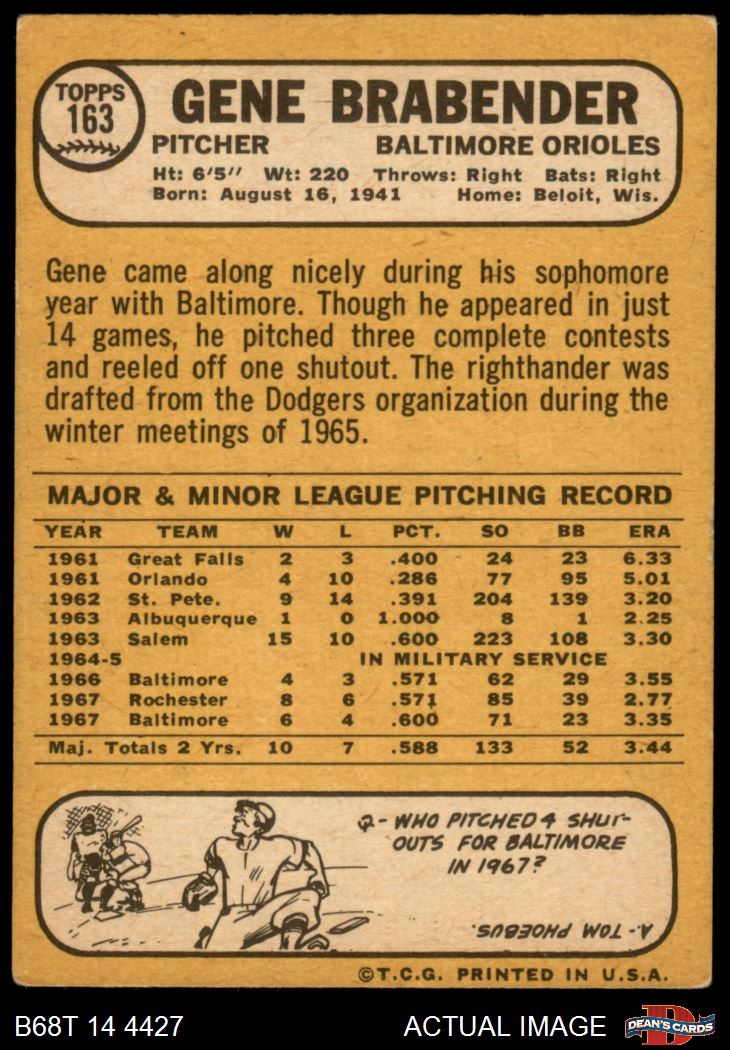 TOPPS
163
GENE BRABENDER
PITCHER BALTIMORE ORIOLES
Ht: 6'5" Wt: 220 Throws: Right Bats: Right
Born: August 16, 1941 Home: Beloit, Wis.
Gene came along nicely during his sophomore
year with Baltimore. Though he appeared in just
14 games, he pitched three complete contests
and reeled off one shutout. The righthander was
drafted from the Dodgers organization during the
winter meetings of 1965.
MAJOR & MINOR LEAGUE PITCHING RECORD
YEAR TEAM W L PCT. SO BB ERA
1961 Great Falls 2 3 .400 24 23 6.33
1961 Orlando 4 10 .286 77 95 5.01
1962 St. Pete. 9 14 .391 204 139 3.20
1963 Albuquerque 1 0 1.000 8 1 2.25
1963 Salem 15 10 .600 223 108 3.30
1964-5 IN MILITARY SERVICE
1966 Baltimore 4 3 .571 62 29 3.55
1967 Rochester 8 6 .571 85 39 2.77
1967 Baltimore 6 4 .600 71 23 3.35
Maj. Totals 2 Yrs. 10 7 .588 133 52 3.44
Q- WHO PITCHED 4 SHUT-
OUTS FOR BALTIMORE
IN 1967?
A- TOM PHOEBUS.
©T.C.G. PRINTED IN U.S.A.
B68T 14 4427 ACTUAL IMAGE D DEAN'S CARDS